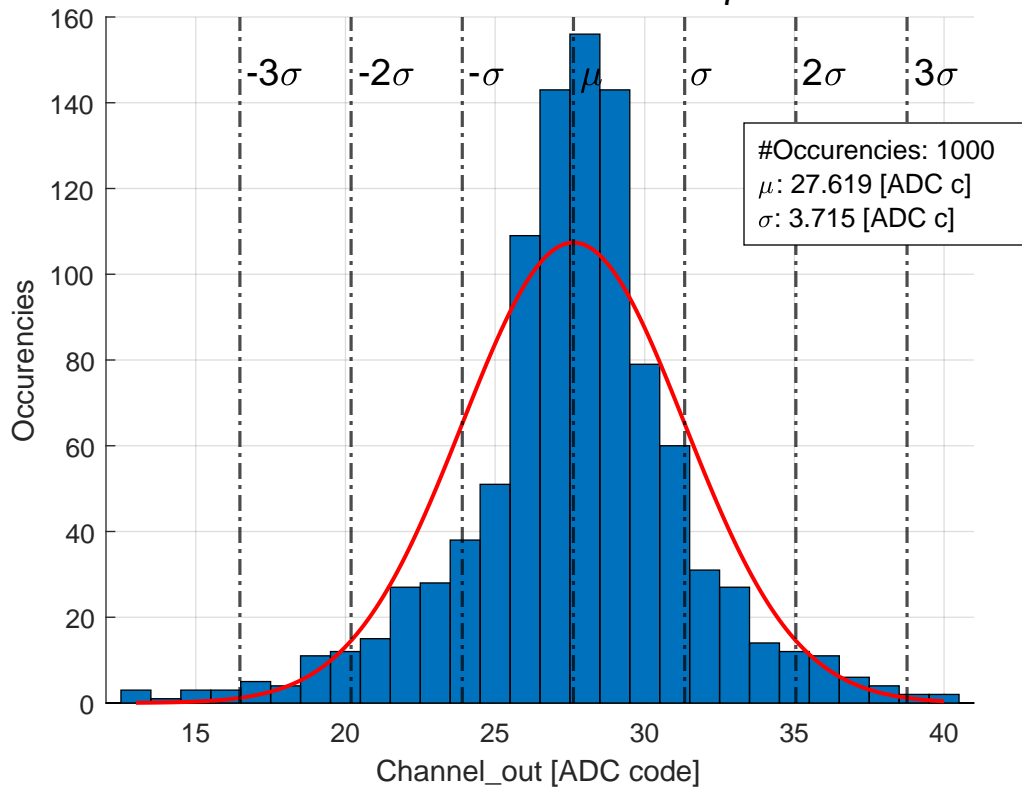 160
140
120
100
80
60
40
20
0
Occurencies
-3σ
-2σ
-σ
μ
σ
2σ
3σ
#Occurencies: 1000
μ: 27.619 [ADC c]
σ: 3.715 [ADC c]
15
20
25
30
35
40
Channel_out [ADC code]